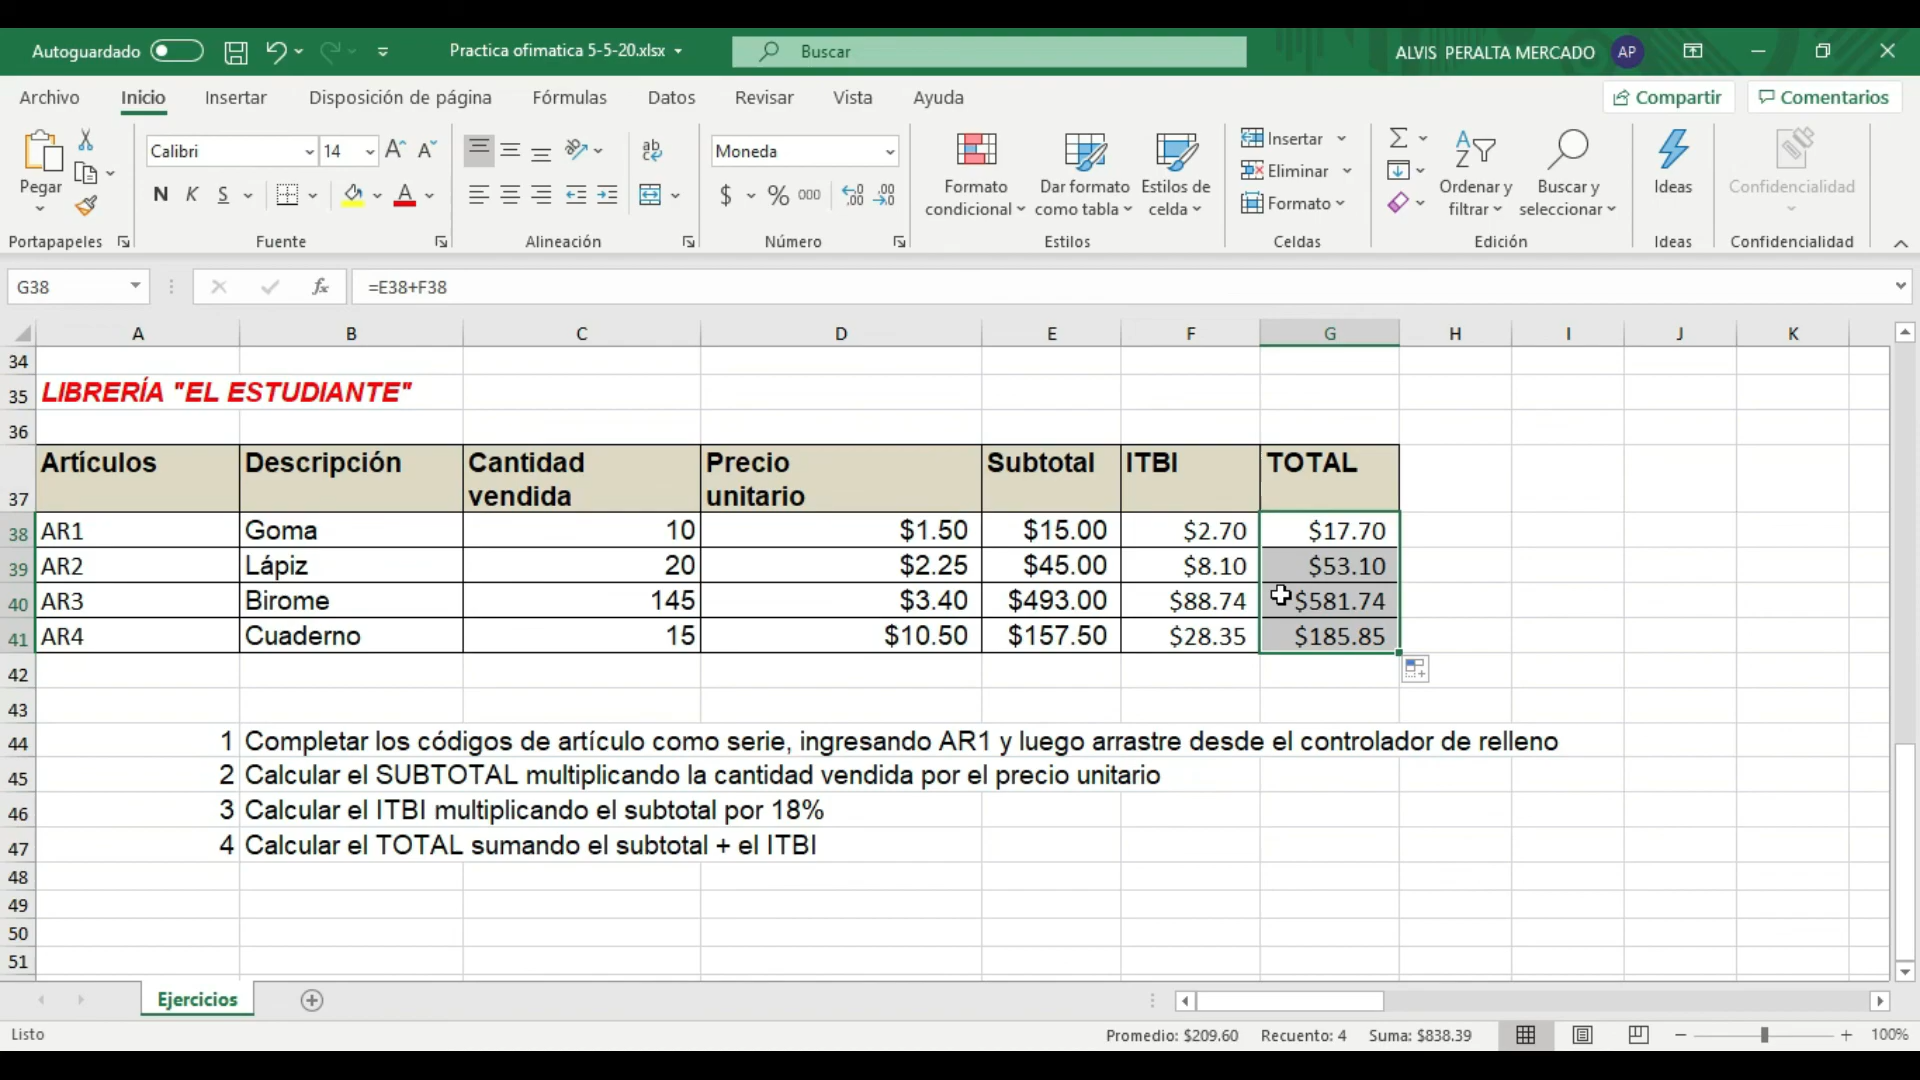 Autoguardado
Practica ofimatica 5-5-20.xlsx
Buscar
ALVIS PERALTA MERCADO AP
Archivo Inicio Insertar Disposición de página Fórmulas Datos Revisar Vista Ayuda Compartir Comentarios
Pegar
Calibri 14
N K S
Moneda
$ % 000
Formato condicional
Dar formato como tabla
Estilos de celda
Insertar
Eliminar
Formato
Ordenar y filtrar
Buscar y seleccionar
Ideas
Confidencialidad
Portapapeles Fuente Alineación Número Estilos Celdas Edición Ideas Confidencialidad
G38 fx =E38+F38
A B C D E F G H I J K
34
35 LIBRERÍA "EL ESTUDIANTE"
36
37 Artículos Descripción Cantidad vendida Precio unitario Subtotal ITBI TOTAL
38 AR1 Goma 10 $1.50 $15.00 $2.70 $17.70
39 AR2 Lápiz 20 $2.25 $45.00 $8.10 $53.10
40 AR3 Birome 145 $3.40 $493.00 $88.74 $581.74
41 AR4 Cuaderno 15 $10.50 $157.50 $28.35 $185.85
42
43
44 1 Completar los códigos de artículo como serie, ingresando AR1 y luego arrastre desde el controlador de relleno
45 2 Calcular el SUBTOTAL multiplicando la cantidad vendida por el precio unitario
46 3 Calcular el ITBI multiplicando el subtotal por 18%
47 4 Calcular el TOTAL sumando el subtotal + el ITBI
48
49
50
51
Ejercicios
Listo Promedio: $209.60 Recuento: 4 Suma: $838.39 100%